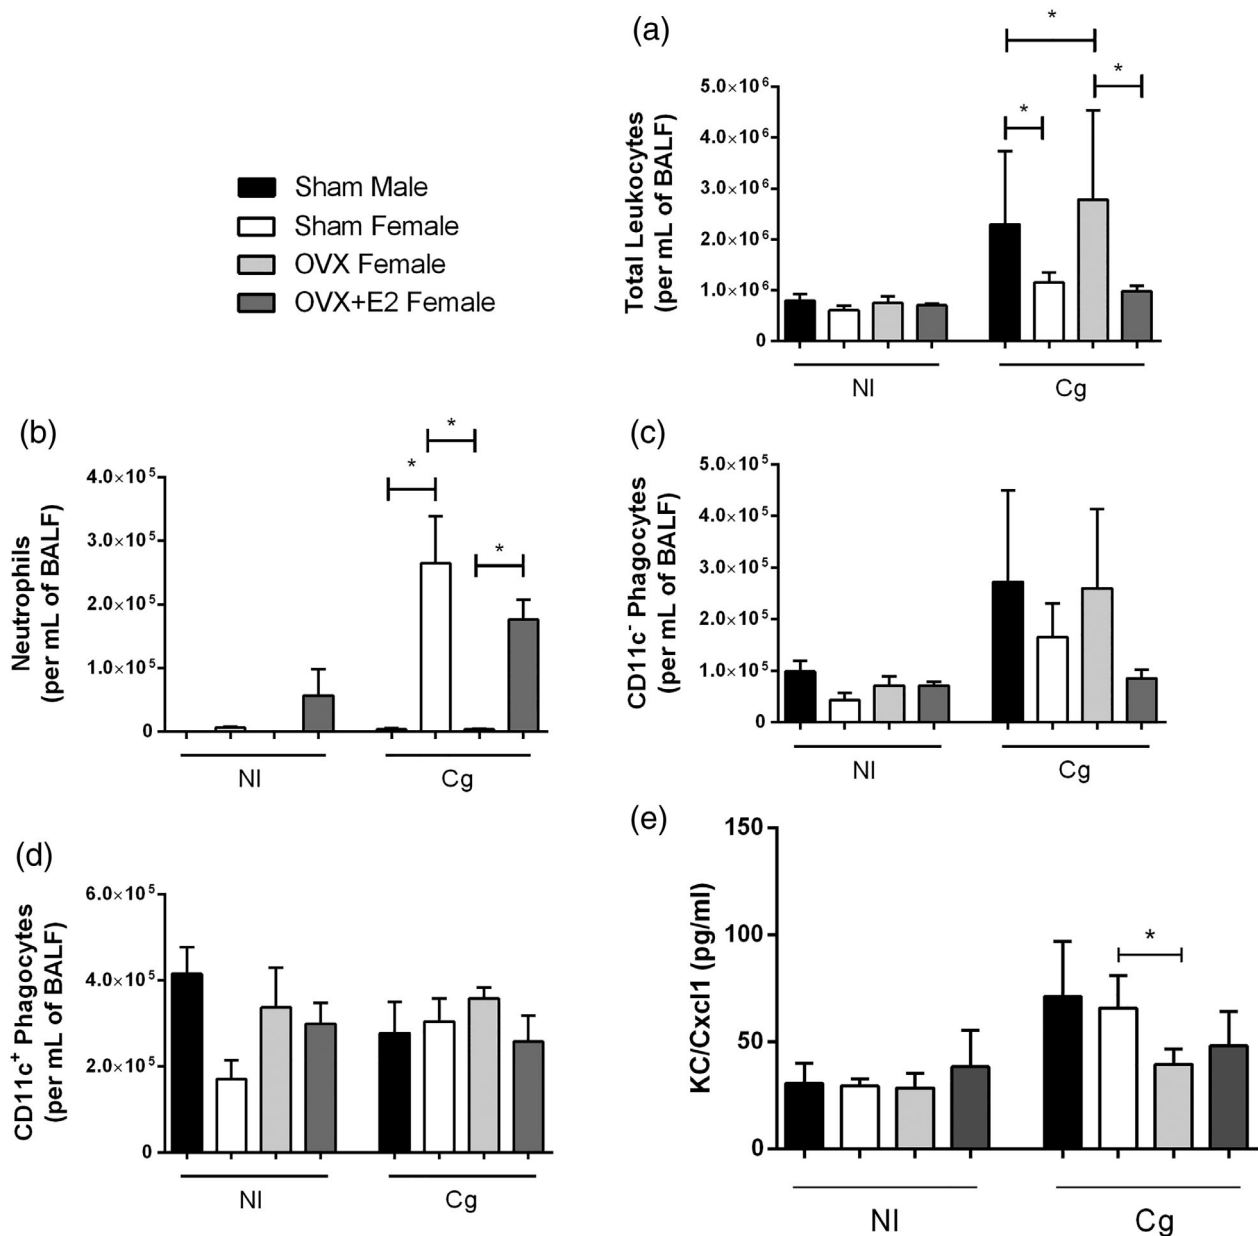 (a)
Sham Male
Sham Female
OVX Female
OVX+E2 Female
Total Leukocytes
(per mL of BALF)
5.0×10⁶
4.0×10⁶
3.0×10⁶
2.0×10⁶
1.0×10⁶
0
*
*
*
NI
Cg
(b)
Neutrophils
(per mL of BALF)
4.0×10⁵
3.0×10⁵
2.0×10⁵
1.0×10⁵
0
*
*
*
NI
Cg
(c)
CD11c⁻ Phagocytes
(per mL of BALF)
5.0×10⁵
4.0×10⁵
3.0×10⁵
2.0×10⁵
1.0×10⁵
0
NI
Cg
(d)
CD11c⁺ Phagocytes
(per mL of BALF)
6.0×10⁵
4.0×10⁵
2.0×10⁵
0
NI
Cg
(e)
KC/Cxcl1 (pg/ml)
150
100
50
0
*
NI
Cg